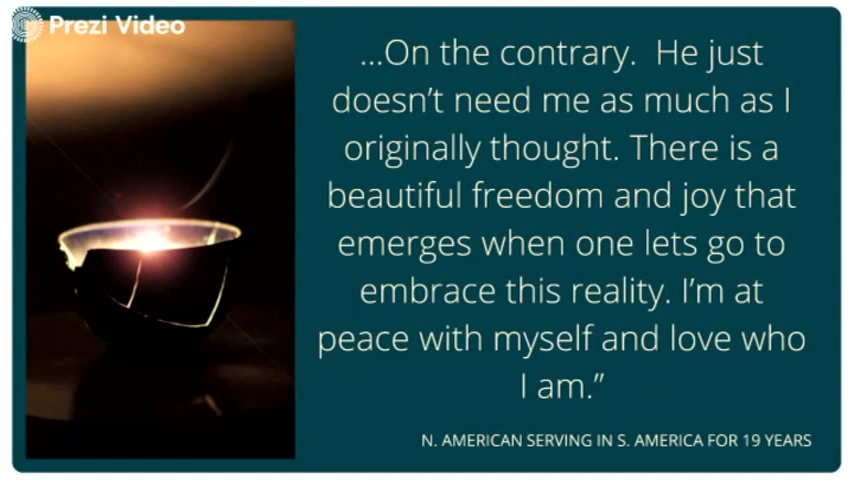 Prezi Video
...On the contrary.  He just
doesn't need me as much as I
originally thought. There is a
beautiful freedom and joy that
emerges when one lets go to
embrace this reality. I'm at
peace with myself and love who
I am.”
N. AMERICAN SERVING IN S. AMERICA FOR 19 YEARS